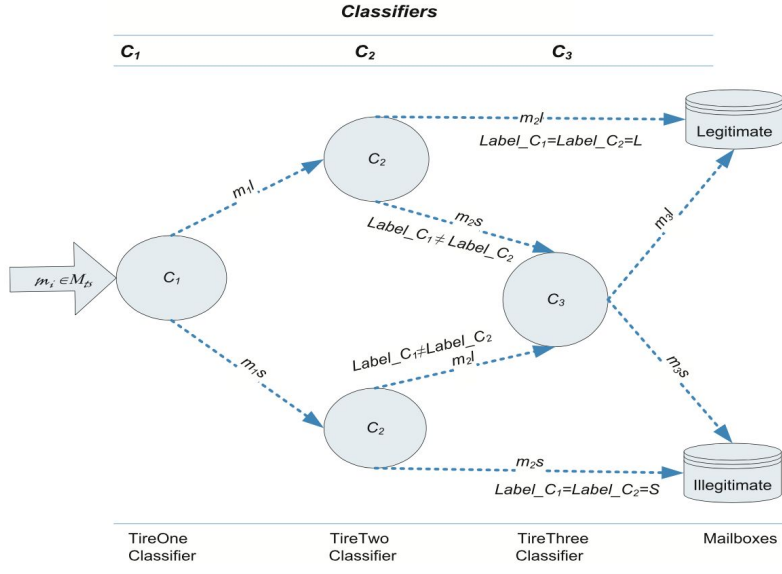 Classifiers
C₁ C₂ C₃
m₂l
Legitimate
Label_C₁=Label_C₂=L
C₂
m₁l
m₂s
Label_C₁ ≠ Label_C₂
m₃l
mᵢ ∈ Mₜₛ
C₁
C₃
Label_C₁≠Label_C₂
m₂l
m₁s
m₃s
C₂
m₂s
Illegitimate
Label_C₁=Label_C₂=S
TireOne
Classifier
TireTwo
Classifier
TireThree
Classifier
Mailboxes